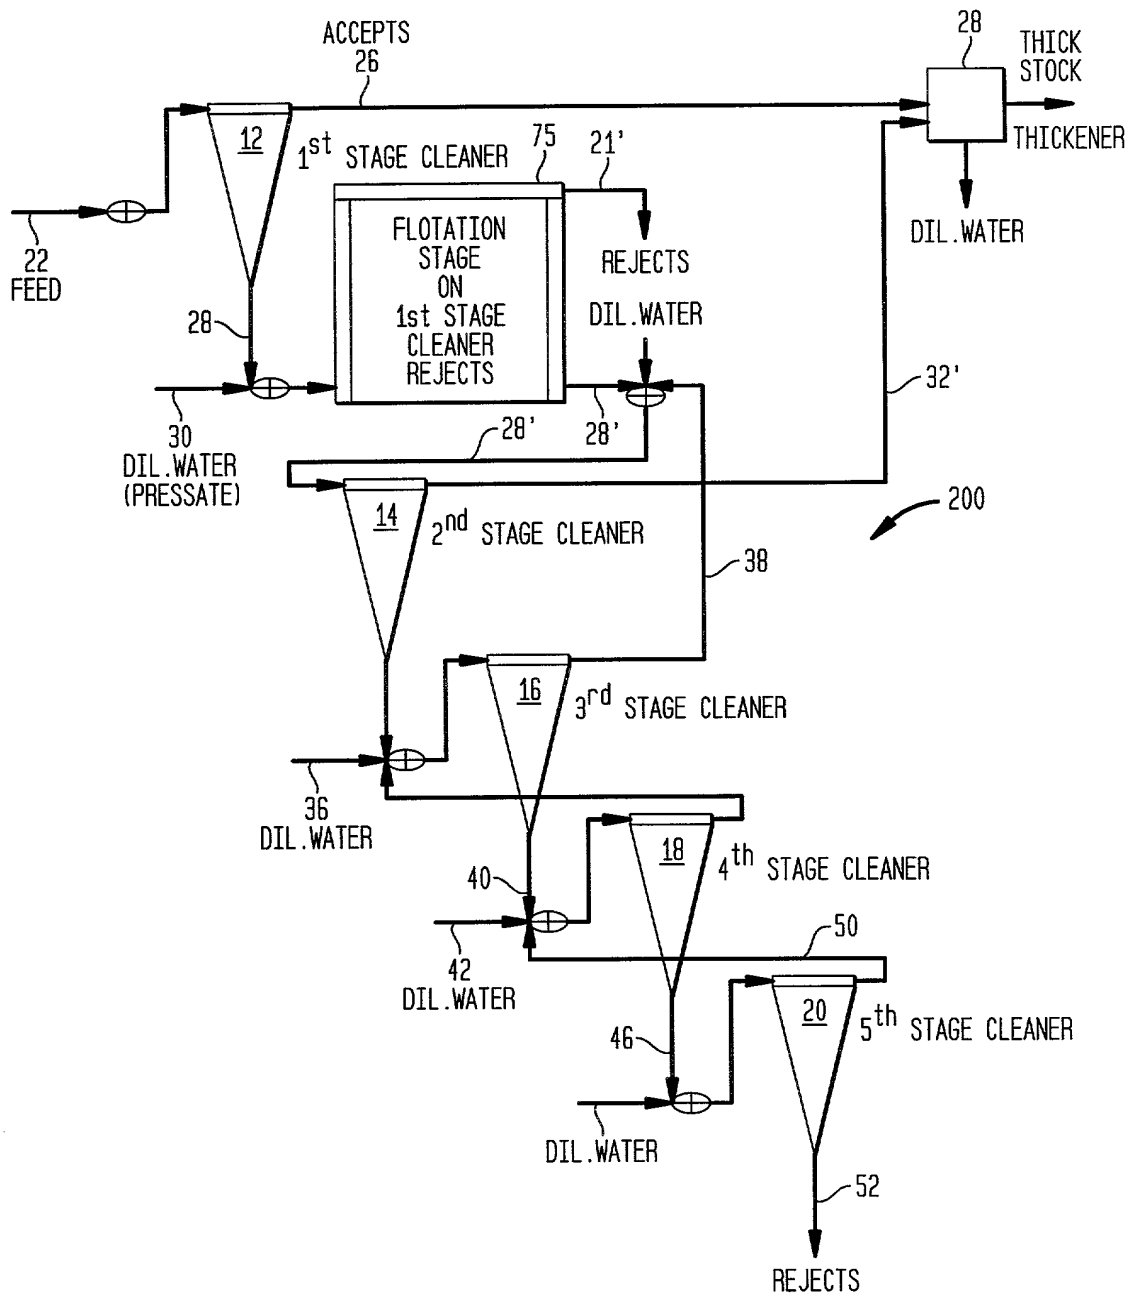 ACCEPTS
26
28
THICK
STOCK
THICKENER
DIL.WATER
12
1st STAGE CLEANER
75
21'
22
FEED
FLOTATION
STAGE
ON
1st STAGE
CLEANER
REJECTS
REJECTS
DIL.WATER
28
30
DIL.WATER
(PRESSATE)
28'
28'
32'
14
2nd STAGE CLEANER
200
38
16
3rd STAGE CLEANER
36
DIL.WATER
18
4th STAGE CLEANER
40
42
DIL.WATER
50
20
5th STAGE CLEANER
46
DIL.WATER
52
REJECTS